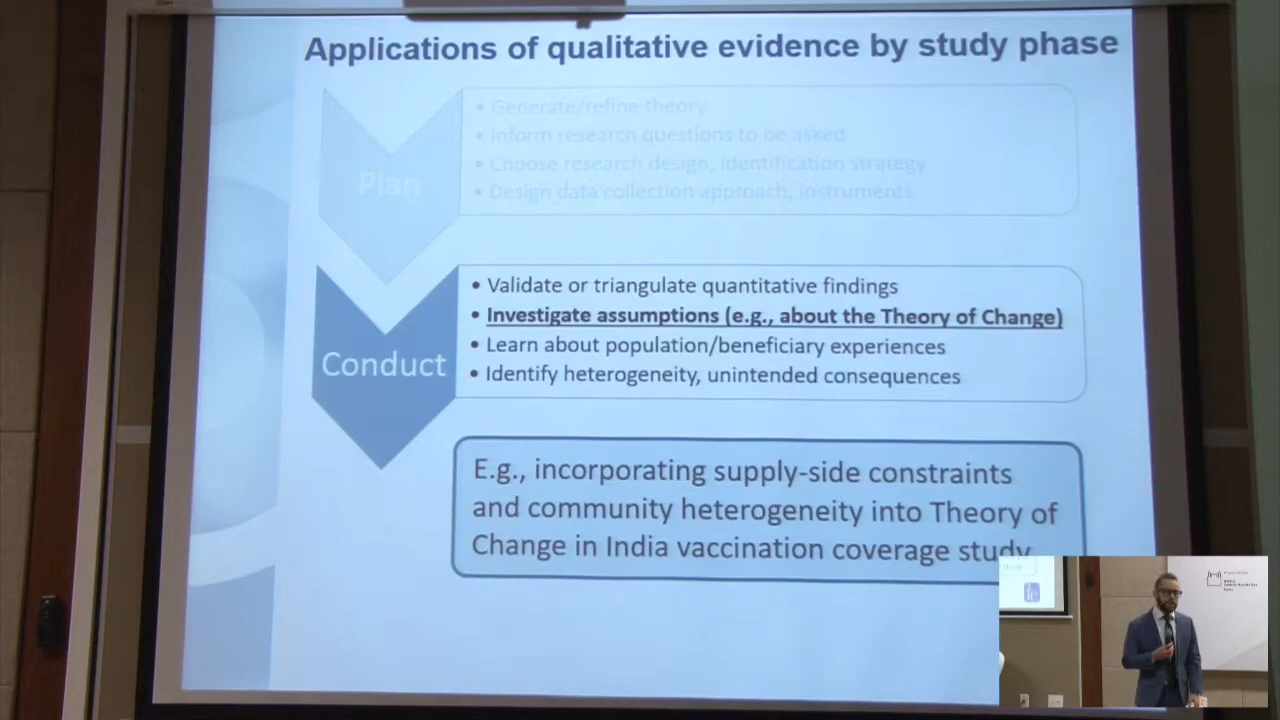 Applications of qualitative evidence by study phase
Plan
• Generate/refine theory
• Inform research questions to be asked
• Choose research design, identification strategy
• Design data collection approach, instruments
Conduct
• Validate or triangulate quantitative findings
• Investigate assumptions (e.g., about the Theory of Change)
• Learn about population/beneficiary experiences
• Identify heterogeneity, unintended consequences
E.g., incorporating supply-side constraints
and community heterogeneity into Theory of
Change in India vaccination coverage study